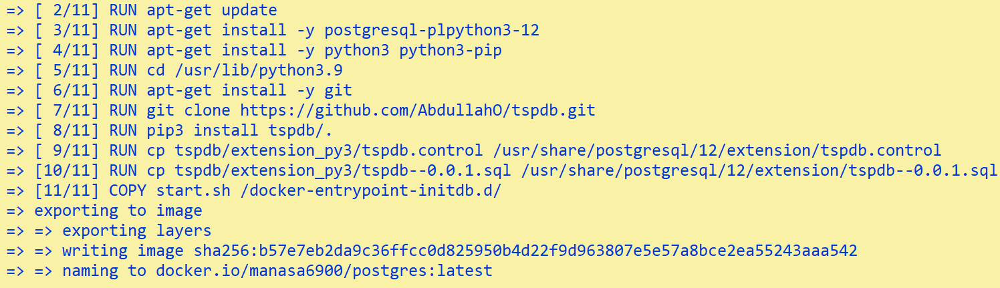 => [ 2/11] RUN apt-get update
=> [ 3/11] RUN apt-get install -y postgresql-plpython3-12
=> [ 4/11] RUN apt-get install -y python3 python3-pip
=> [ 5/11] RUN cd /usr/lib/python3.9
=> [ 6/11] RUN apt-get install -y git
=> [ 7/11] RUN git clone https://github.com/AbdullahO/tspdb.git
=> [ 8/11] RUN pip3 install tspdb/.
=> [ 9/11] RUN cp tspdb/extension_py3/tspdb.control /usr/share/postgresql/12/extension/tspdb.control
=> [10/11] RUN cp tspdb/extension_py3/tspdb--0.0.1.sql /usr/share/postgresql/12/extension/tspdb--0.0.1.sql
=> [11/11] COPY start.sh /docker-entrypoint-initdb.d/
=> exporting to image
=> => exporting layers
=> => writing image sha256:b57e7eb2da9c36ffcc0d825950b4d22f9d963807e5e57a8bce2ea55243aaa542
=> => naming to docker.io/manasa6900/postgres:latest